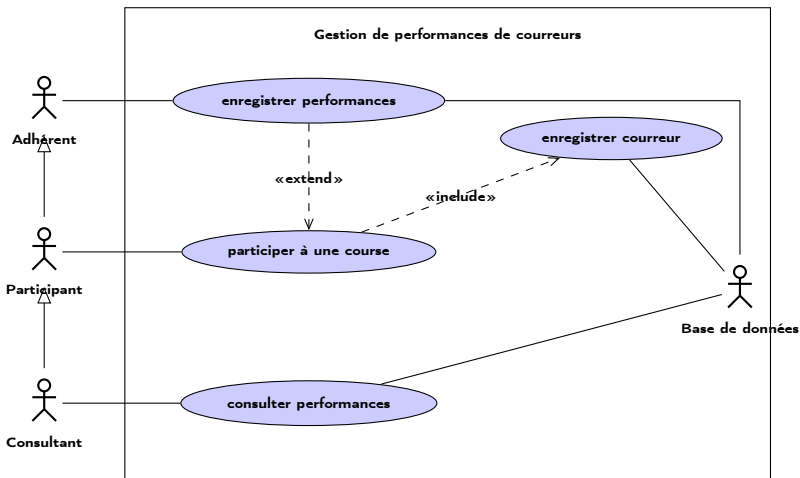 Gestion de performances de courreurs
enregistrer performances
enregistrer courreur
Adhérent
«extend»
«include»
participer à une course
Participant
Base de données
consulter performances
Consultant